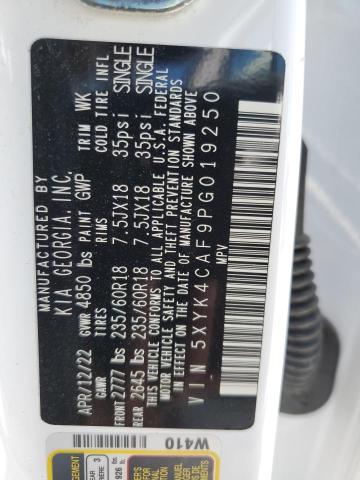 MANUFACTURED BY
KIA GEORGIA, INC.
APR/12/22 GVWR 4850 lbs PAINT GWP TRIM WK
GAWR TIRES RIMS COLD TIRE INFL
FRONT 2777 lbs 235/60R18 7.5JX18 35psi SINGLE
REAR 2645 lbs 235/60R18 7.5JX18 35psi SINGLE
THIS VEHICLE CONFORMS TO ALL APPLICABLE U.S.A. FEDERAL
MOTOR VEHICLE SAFETY AND THEFT PREVENTION STANDARDS
IN EFFECT ON THE DATE OF MANUFACTURE SHOWN ABOVE
VIN 5XYK4CAF9PG019250
MPV
W410
3
926
MANUEL